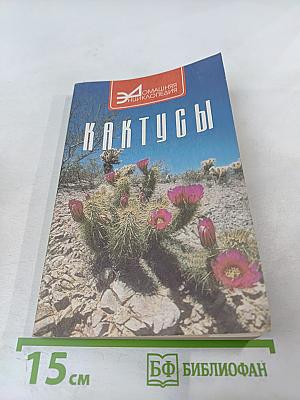 ДОМАШНЯЯ
ЭНЦИКЛОПЕДИЯ
КАКТУСЫ
15 см
БФ БИБЛИОФАН